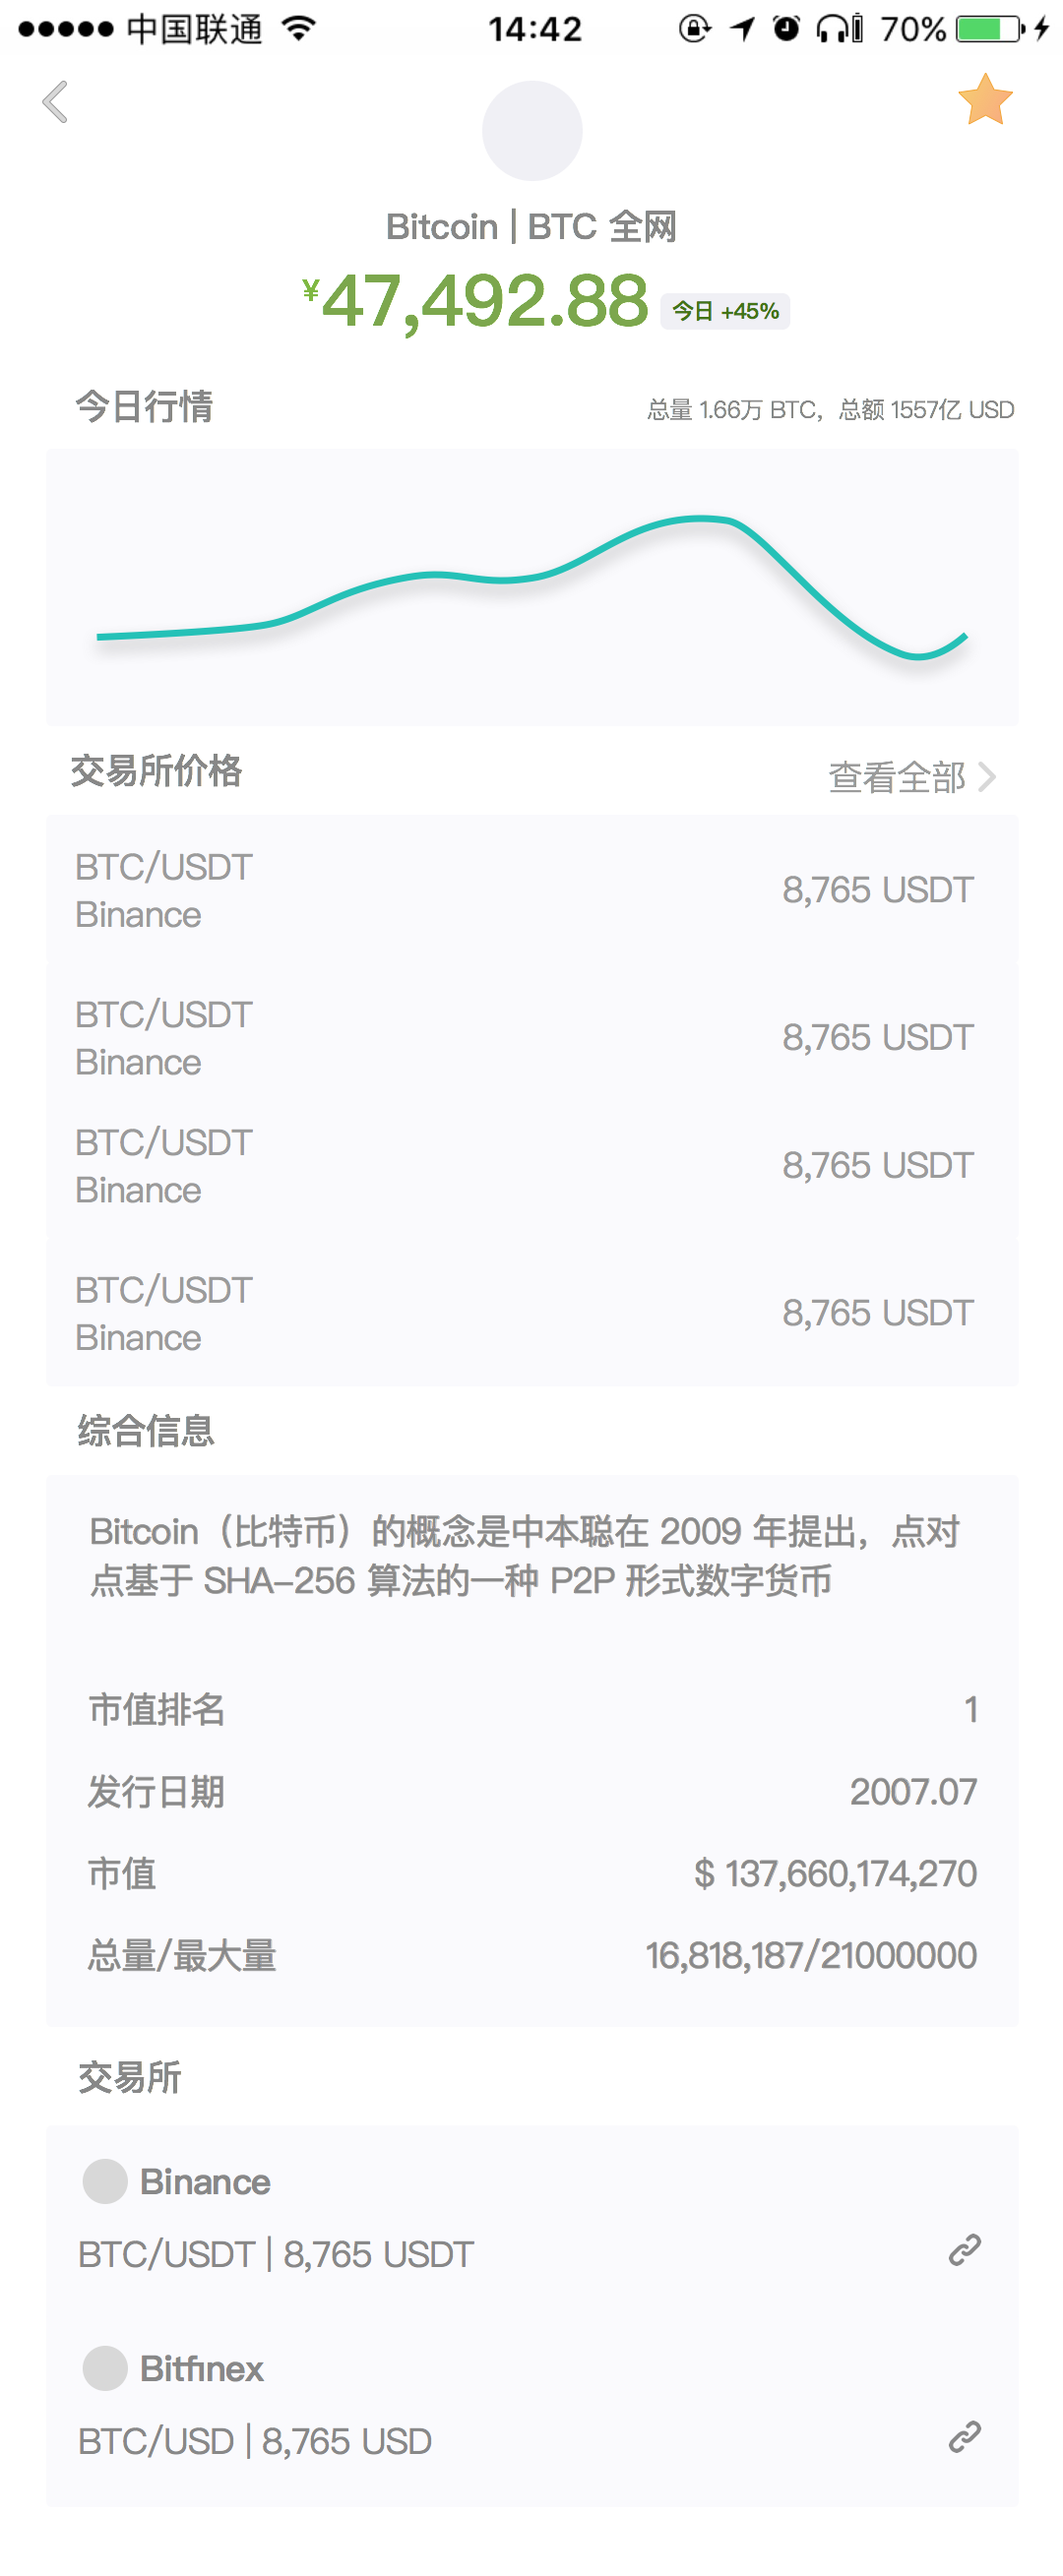 中国联通 14:42 70%
Bitcoin | BTC 全网
¥47,492.88 今日 +45%
今日行情 总量 1.66万 BTC，总额 1557亿 USD
交易所价格 查看全部
BTC/USDT
Binance
8,765 USDT
BTC/USDT
Binance
8,765 USDT
BTC/USDT
Binance
8,765 USDT
BTC/USDT
Binance
8,765 USDT
综合信息
Bitcoin（比特币）的概念是中本聪在 2009 年提出，点对
点基于 SHA-256 算法的一种 P2P 形式数字货币
市值排名 1
发行日期 2007.07
市值 $ 137,660,174,270
总量/最大量 16,818,187/21000000
交易所
Binance
BTC/USDT | 8,765 USDT
Bitfinex
BTC/USD | 8,765 USD